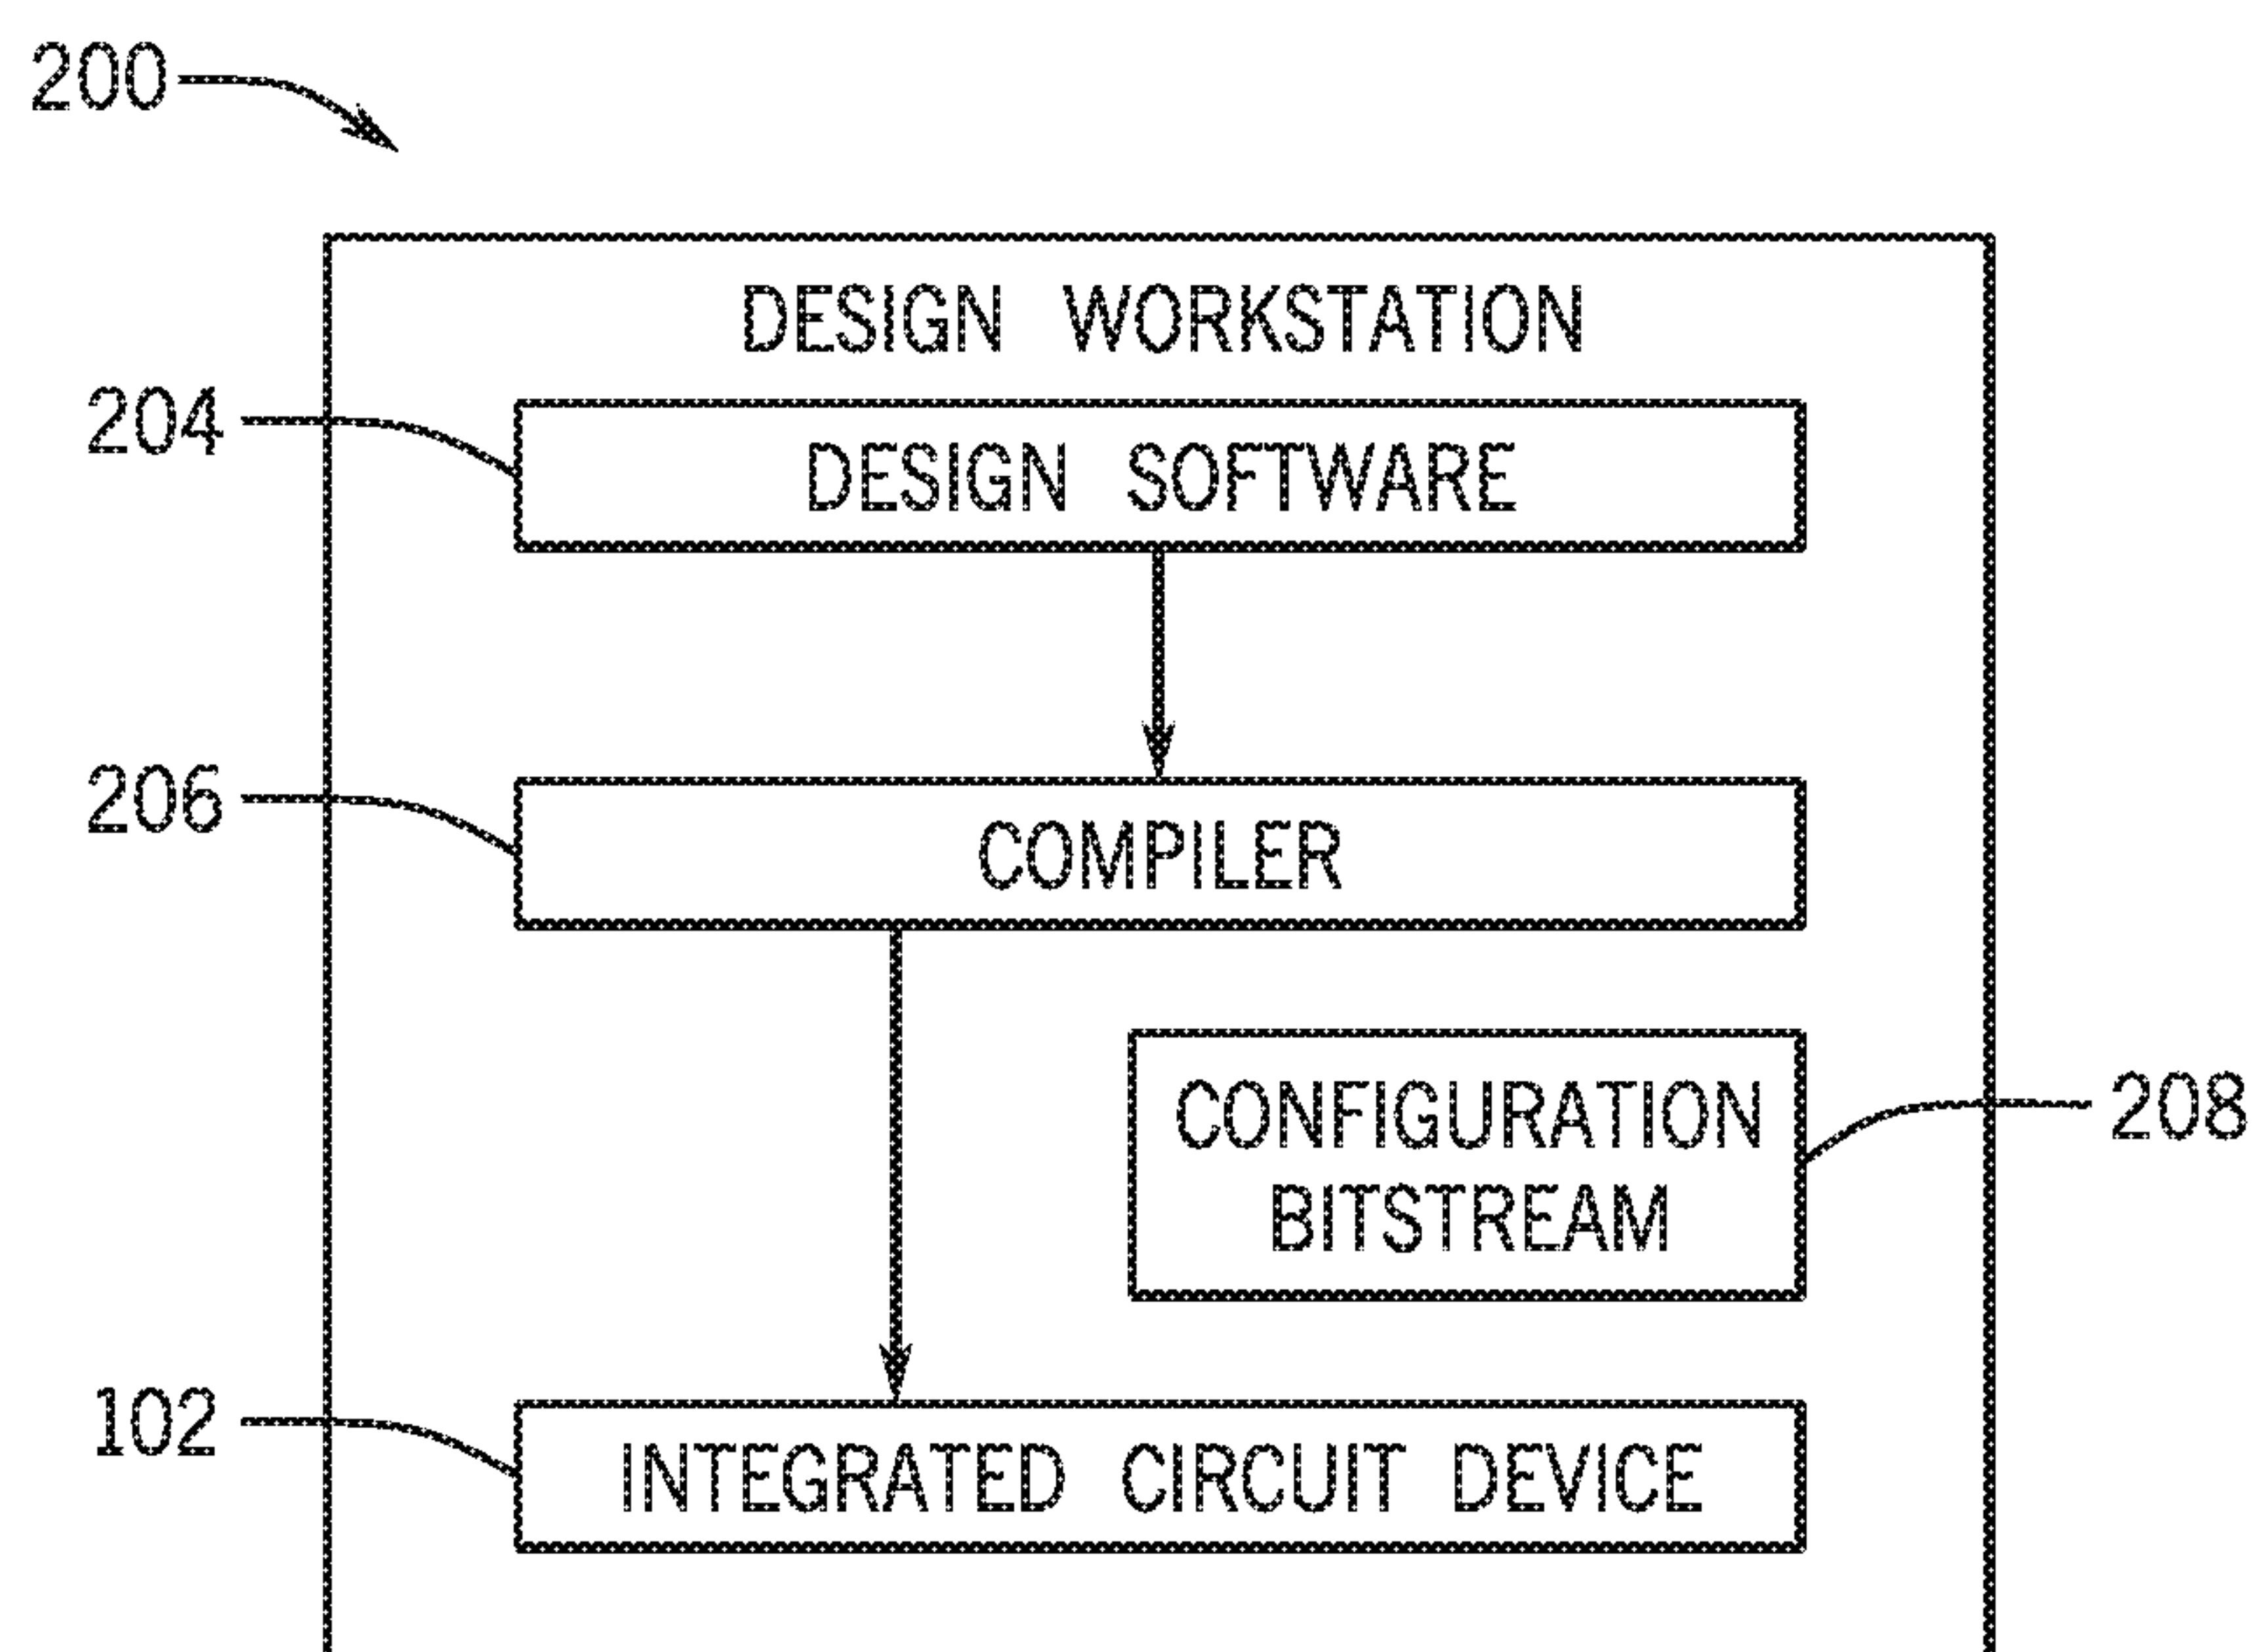 200
DESIGN WORKSTATION
204
DESIGN SOFTWARE
206
COMPILER
CONFIGURATION
BITSTREAM
208
102
INTEGRATED CIRCUIT DEVICE